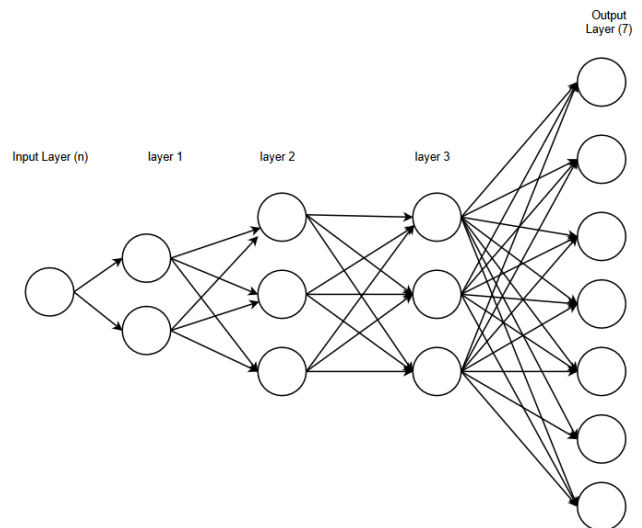 Output
Layer (7)
Input Layer (n)
layer 1
layer 2
layer 3